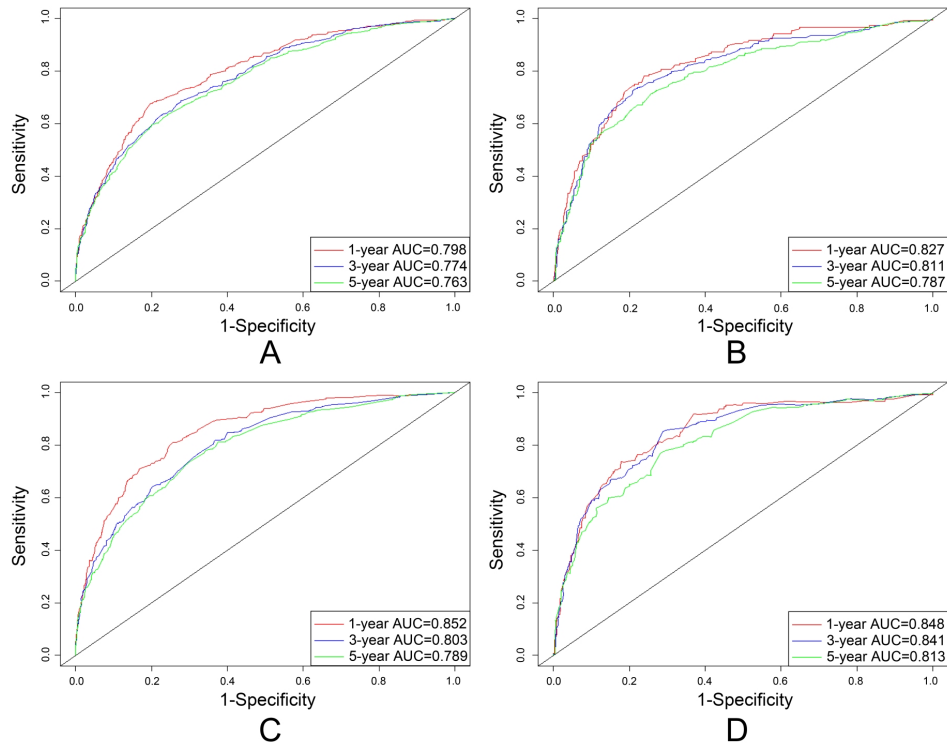 1.0
0.8
0.6
0.4
0.2
0.0
Sensitivity
1-year AUC=0.798
3-year AUC=0.774
5-year AUC=0.763
0.0 0.2 0.4 0.6 0.8 1.0
1-Specificity
A
1.0
0.8
0.6
0.4
0.2
0.0
Sensitivity
1-year AUC=0.827
3-year AUC=0.811
5-year AUC=0.787
0.0 0.2 0.4 0.6 0.8 1.0
1-Specificity
B
1.0
0.8
0.6
0.4
0.2
0.0
Sensitivity
1-year AUC=0.852
3-year AUC=0.803
5-year AUC=0.789
0.0 0.2 0.4 0.6 0.8 1.0
1-Specificity
C
1.0
0.8
0.6
0.4
0.2
0.0
Sensitivity
1-year AUC=0.848
3-year AUC=0.841
5-year AUC=0.813
0.0 0.2 0.4 0.6 0.8 1.0
1-Specificity
D